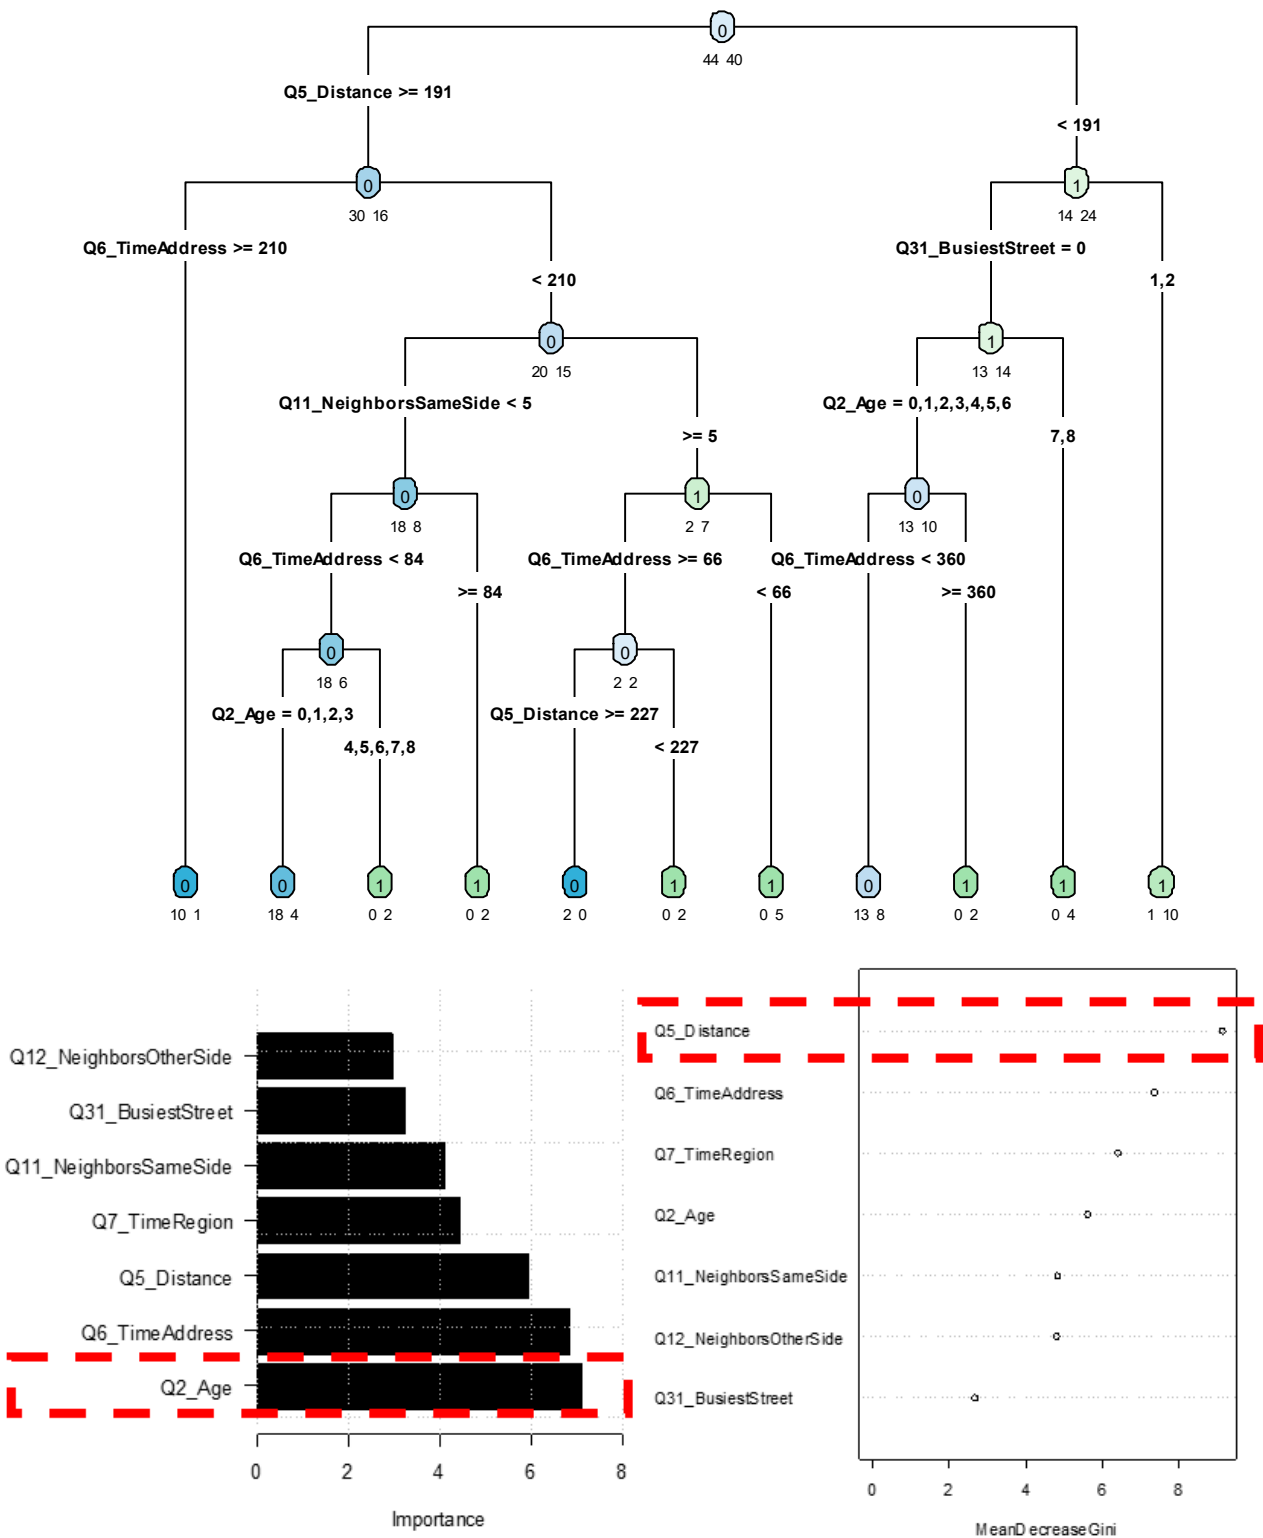 0
44 40
Q5_Distance >= 191
< 191
0
1
30 16
14 24
Q6_TimeAddress >= 210
Q31_BusiestStreet = 0
< 210
1,2
0
1
20 15
13 14
Q11_NeighborsSameSide < 5
Q2_Age = 0,1,2,3,4,5,6
>= 5
7,8
0
1
0
18 8
2 7
13 10
Q6_TimeAddress < 84
Q6_TimeAddress >= 66
Q6_TimeAddress < 360
>= 84
< 66
>= 360
0
0
18 6
2 2
Q2_Age = 0,1,2,3
Q5_Distance >= 227
4,5,6,7,8
< 227
0 0 1 1 0 1 1 0 1 1 1
10 1
18 4
0 2
0 2
2 0
0 2
0 5
13 8
0 2
0 4
1 10
Q12_NeighborsOtherSide
Q31_BusiestStreet
Q11_NeighborsSameSide
Q7_TimeRegion
Q5_Distance
Q6_TimeAddress
Q2_Age
0 2 4 6 8
Importance
Q5_Distance
Q6_TimeAddress
Q7_TimeRegion
Q2_Age
Q11_NeighborsSameSide
Q12_NeighborsOtherSide
Q31_BusiestStreet
0 2 4 6 8
MeanDecreaseGini